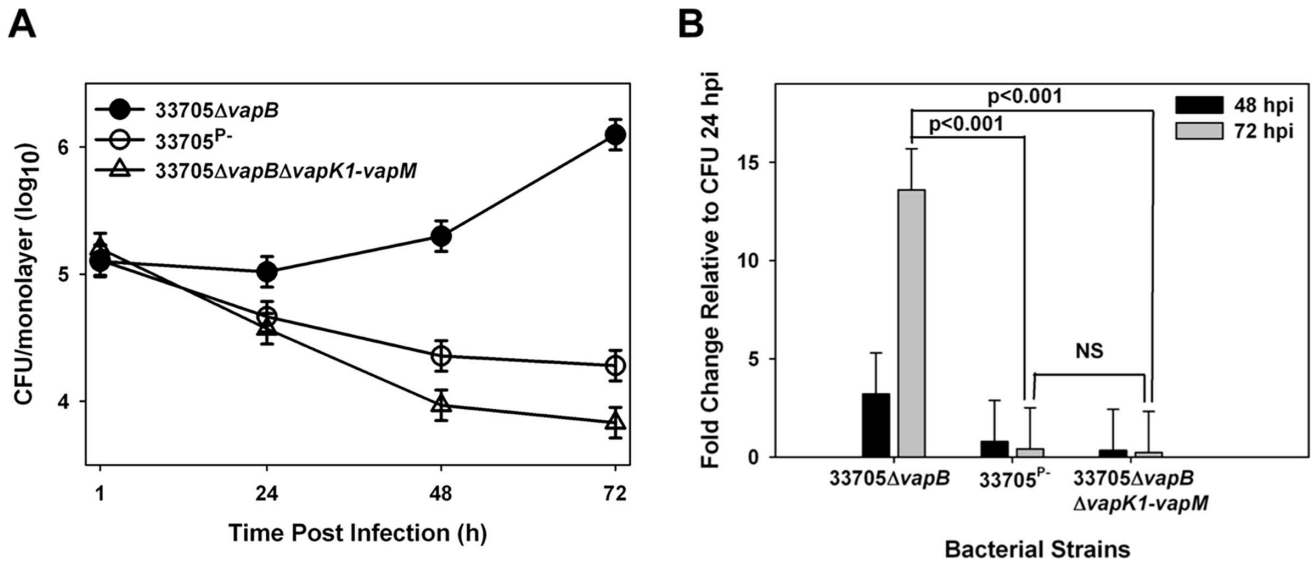 A
33705ΔvapB
33705P-
33705ΔvapBΔvapK1-vapM
CFU/monolayer (log10)
6
5
4
1 24 48 72
Time Post Infection (h)
B
Fold Change Relative to CFU 24 hpi
p<0.001
p<0.001
NS
48 hpi
72 hpi
15
10
5
0
33705ΔvapB 33705P- 33705ΔvapB
ΔvapK1-vapM
Bacterial Strains